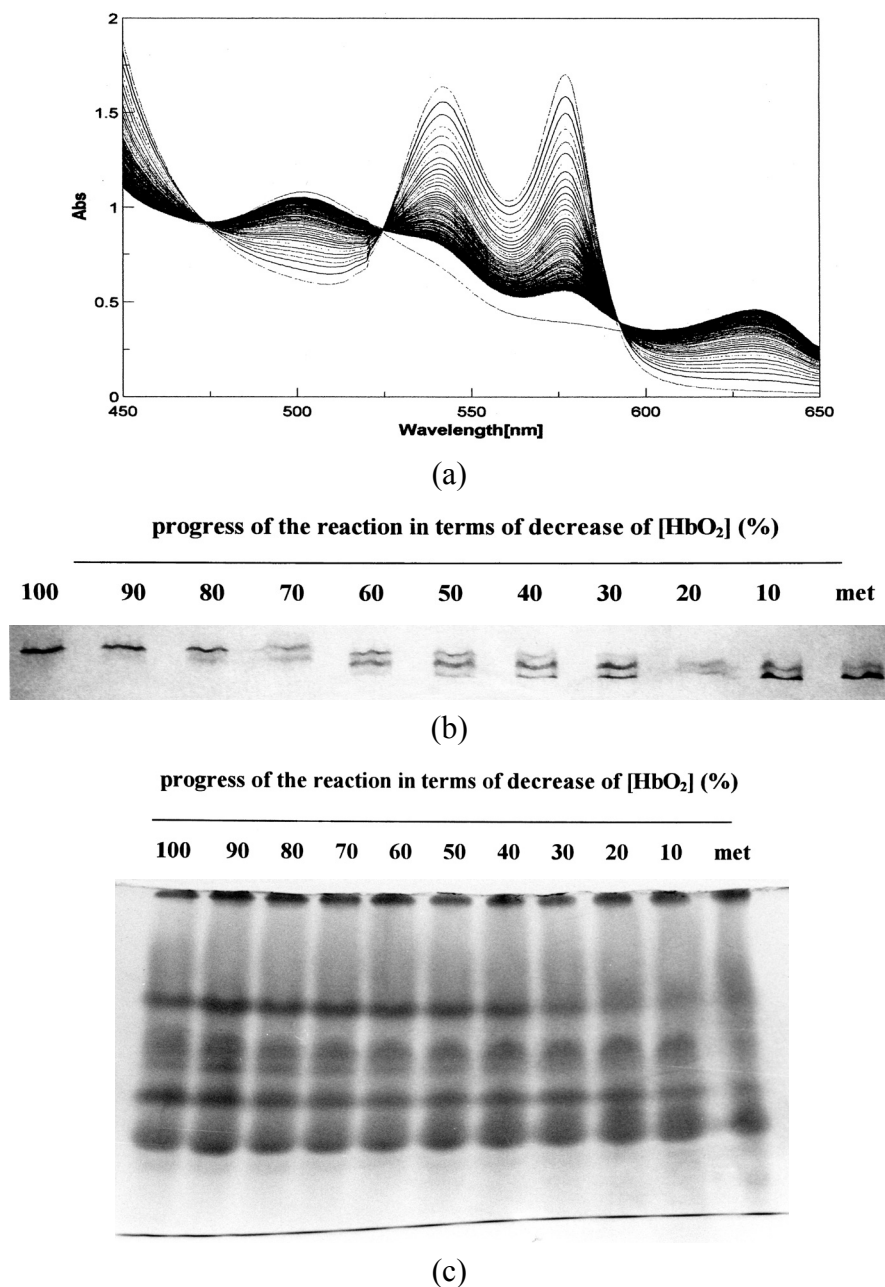 2
1.5
Abs
1
0.5
0
450 500 550 600 650
Wavelength[nm]
(a)
progress of the reaction in terms of decrease of [HbO₂] (%)
100 90 80 70 60 50 40 30 20 10 met
(b)
progress of the reaction in terms of decrease of [HbO₂] (%)
100 90 80 70 60 50 40 30 20 10 met
(c)